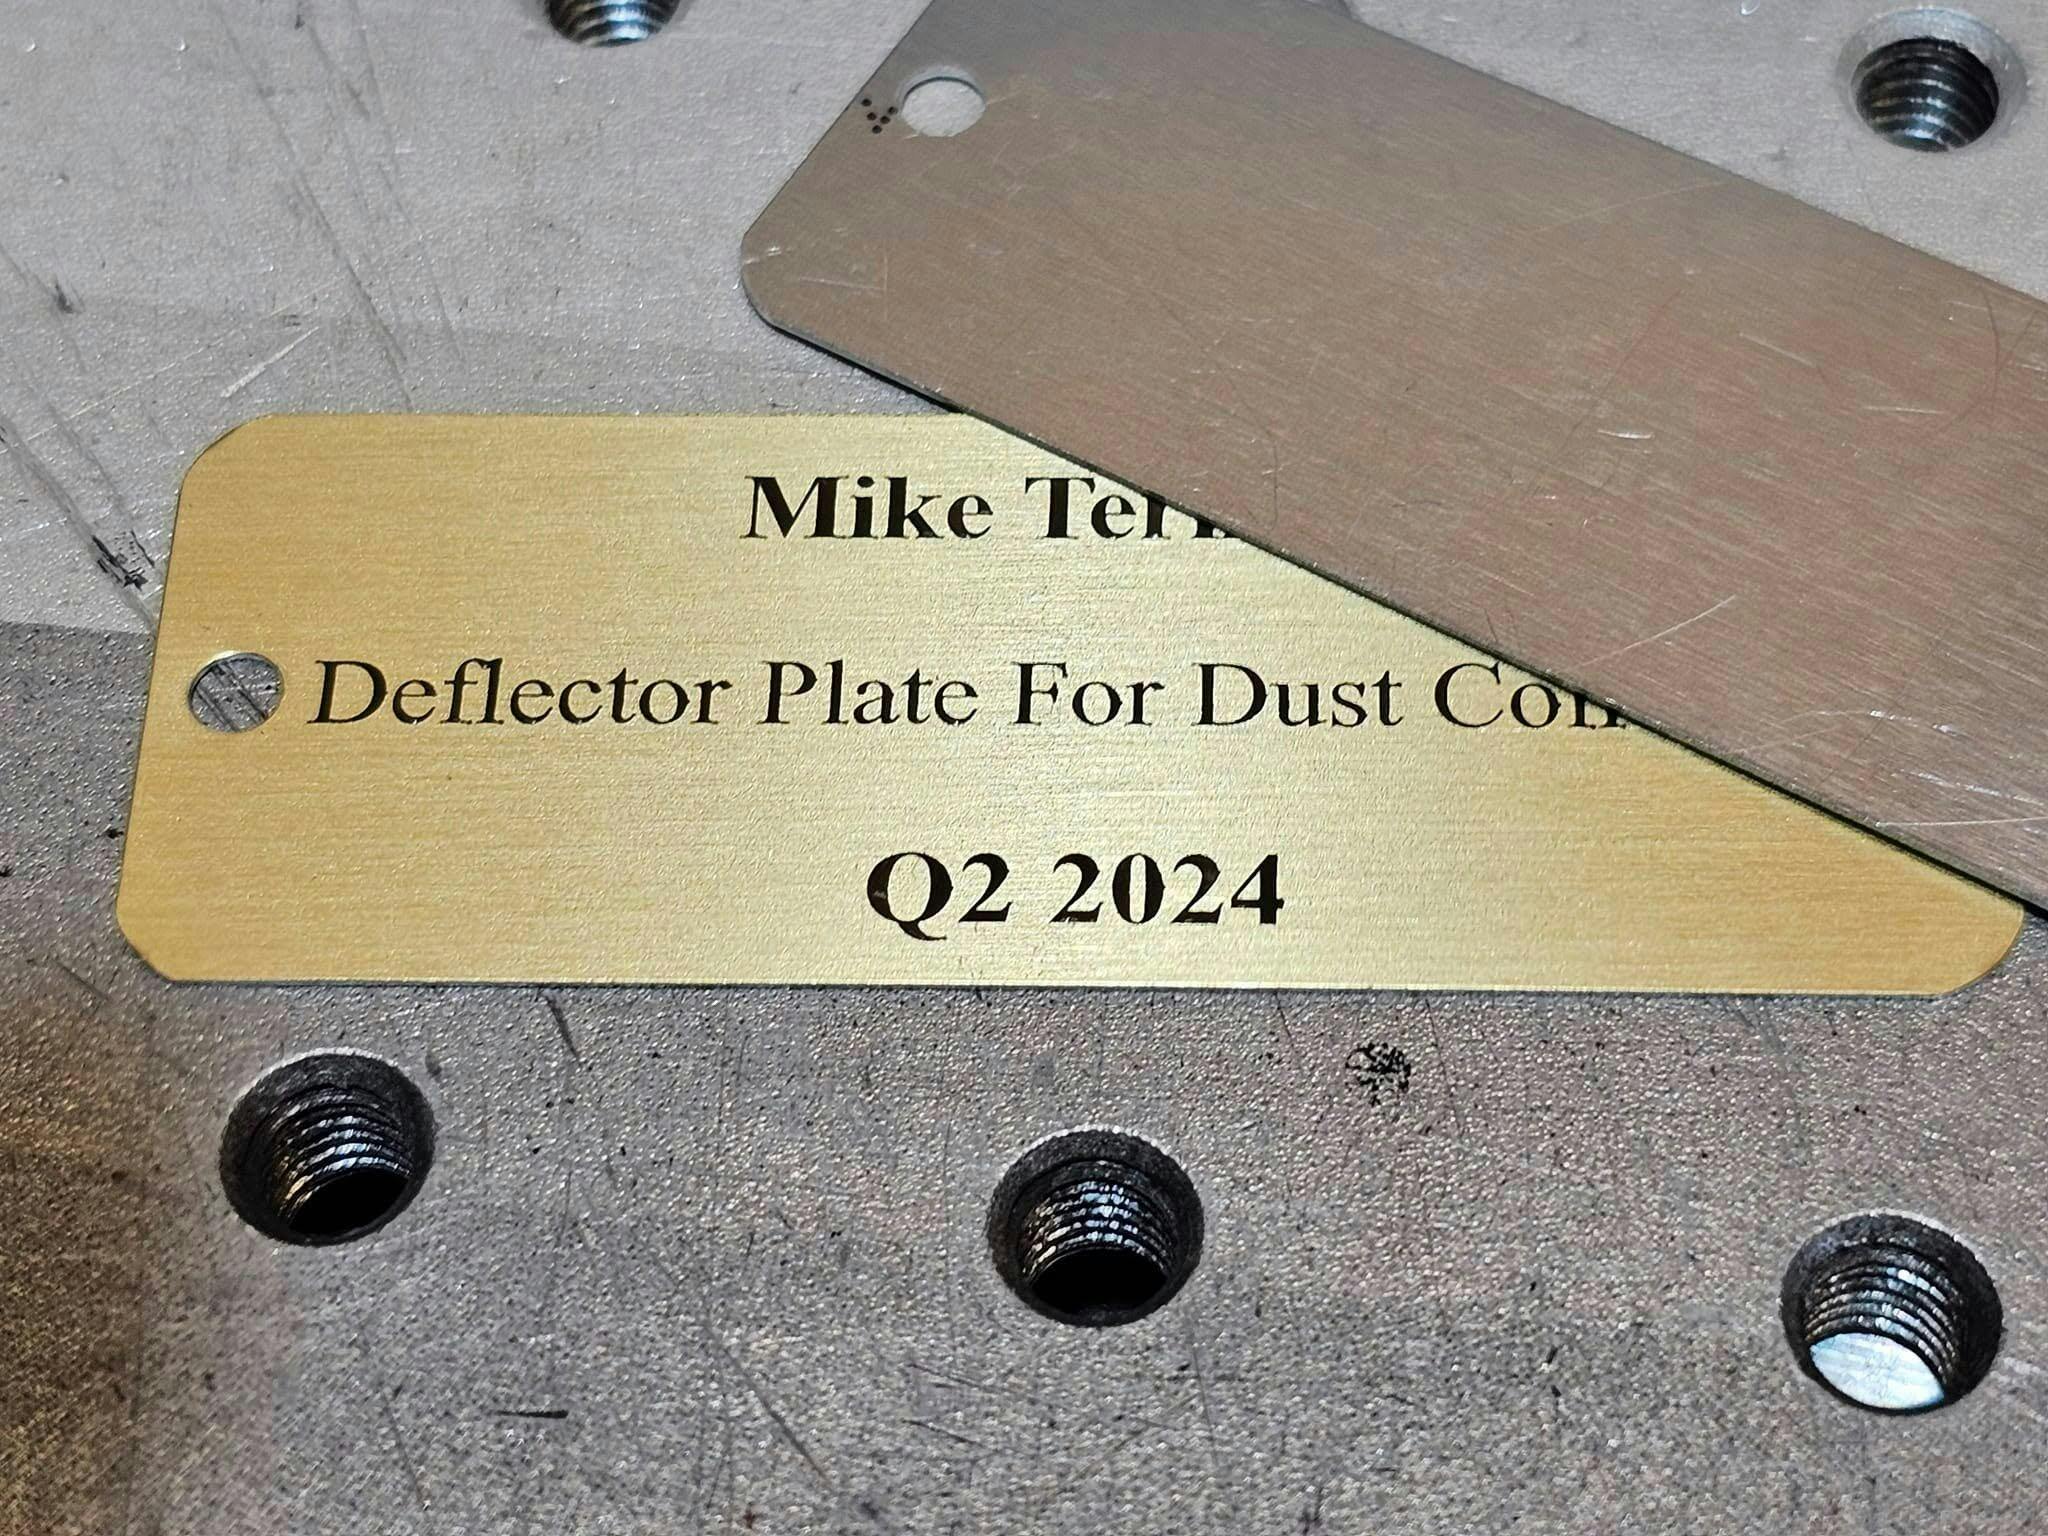 Mike
Deflector Plate For Dust
Q2 2024